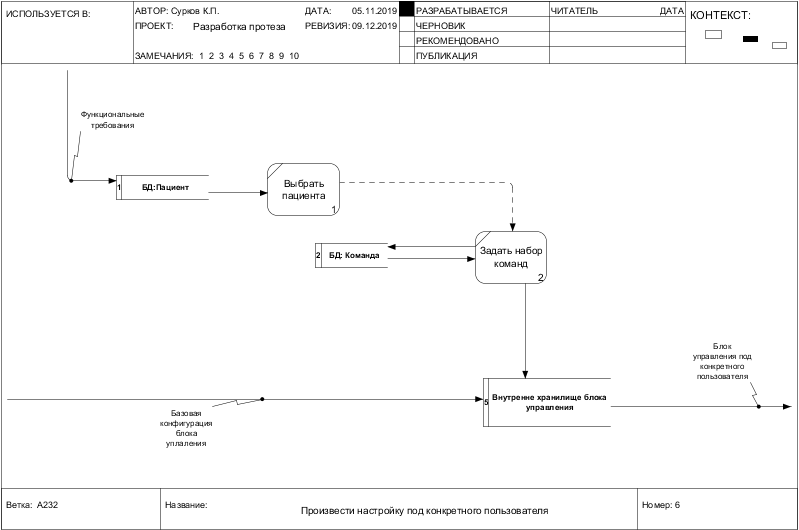 ИСПОЛЬЗУЕТСЯ В:
АВТОР: Сурков К.П.
ДАТА: 05.11.2019
ПРОЕКТ: Разработка протеза
РЕВИЗИЯ: 09.12.2019
ЗАМЕЧАНИЯ: 1 2 3 4 5 6 7 8 9 10
РАЗРАБАТЫВАЕТСЯ
ЧЕРНОВИК
РЕКОМЕНДОВАНО
ПУБЛИКАЦИЯ
ЧИТАТЕЛЬ ДАТА
КОНТЕКСТ:
Функциональные
требования
1 БД:Пациент
Выбрать
пациента
1
2 БД: Команда
Задать набор
команд
2
Блок
управления под
конкретного
пользователя
5 Внутренне хранилище блока
управления
Базовая
конфигурация
блока
уплаления
Ветка: А232
Название: Произвести настройку под конкретного пользователя
Номер: 6